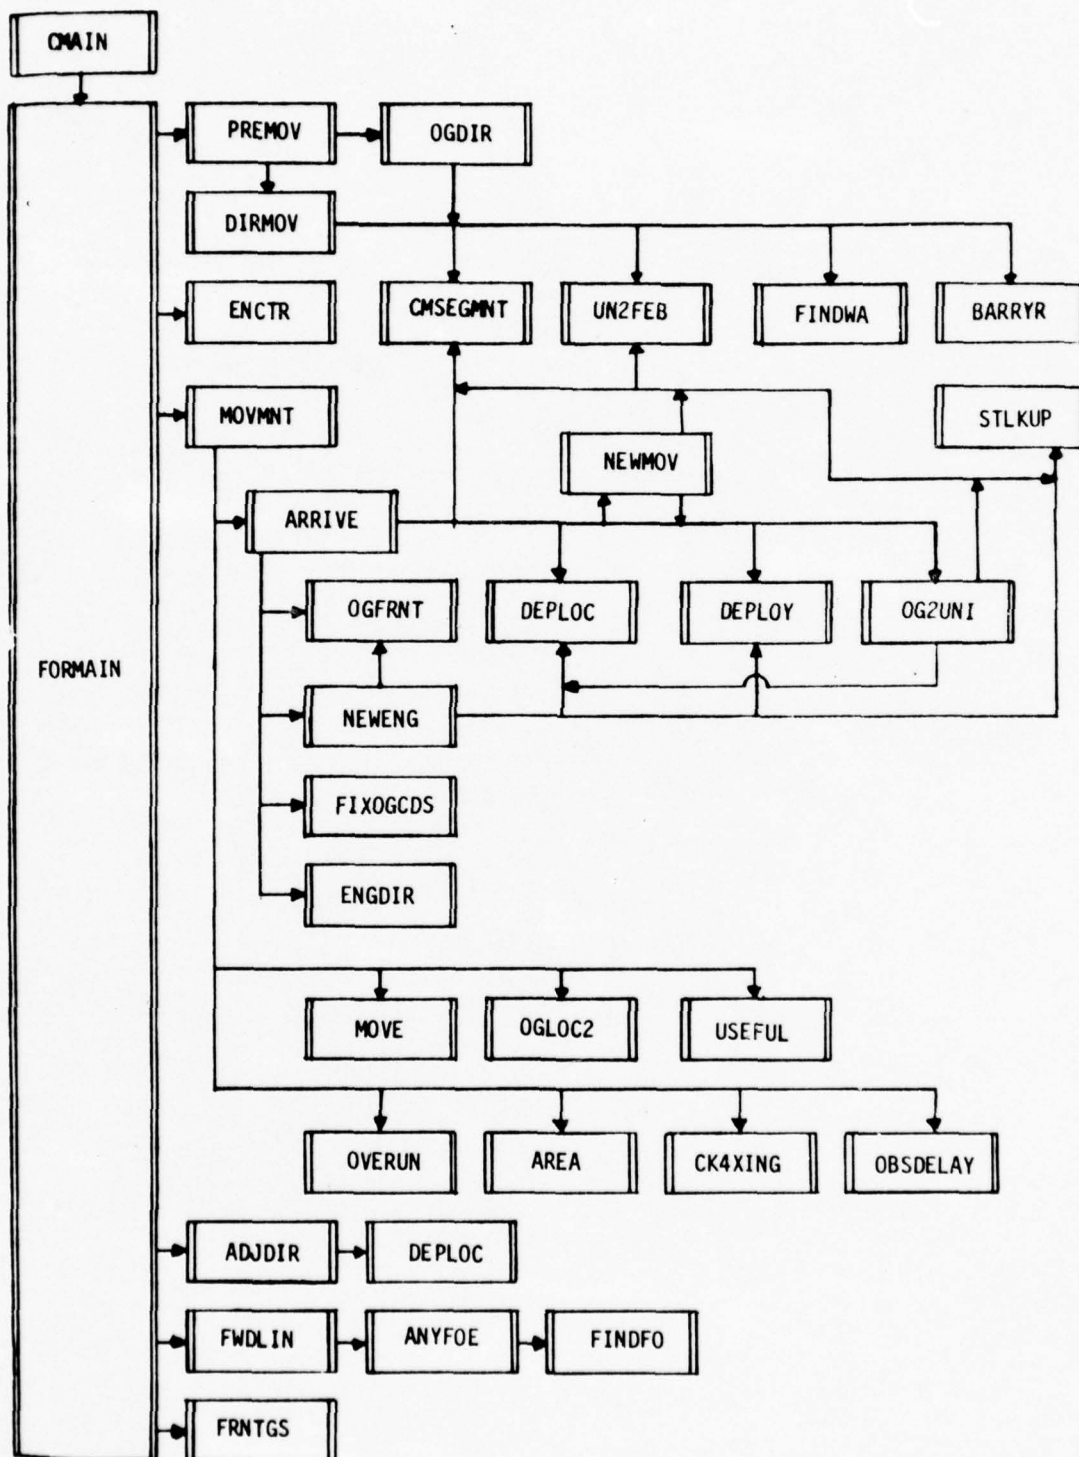 CMAIN
PREMOV
OGDIR
DIRMOV
ENCTR
CMSEGMNT
UN2FEB
FINDWA
BARRYR
MOVMNT
STLKUP
NEWMOV
ARRIVE
OGFRNT
DEPLOC
DEPLOY
OG2UNI
FORMAIN
NEWENG
FIXOGCDS
ENGDIR
MOVE
OGLOC2
USEFUL
OVERUN
AREA
CK4XING
OBSDELAY
ADJDIR
DEPLOC
FWDLIN
ANYFOE
FINDFO
FRNTGS